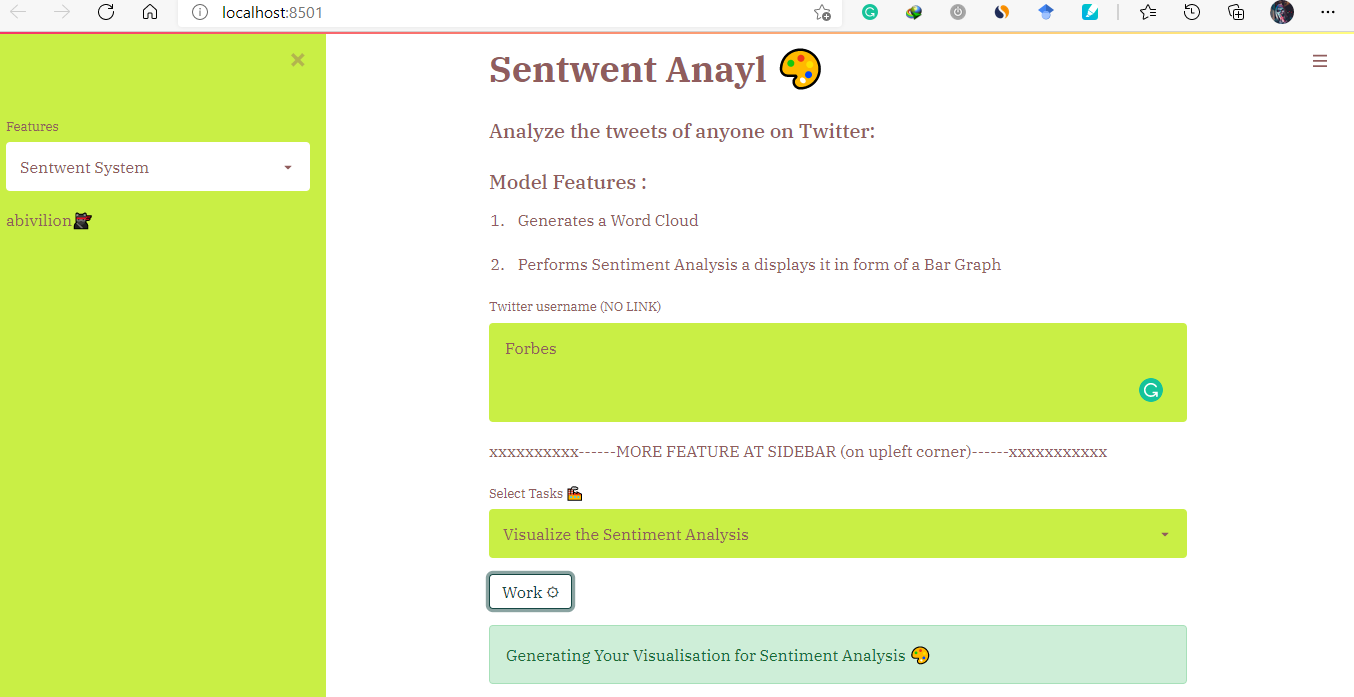 localhost:8501
Features
Sentwent System
abivilion
Sentwent Anayl 🎨
Analyze the tweets of anyone on Twitter:
Model Features :
1. Generates a Word Cloud
2. Performs Sentiment Analysis a displays it in form of a Bar Graph
Twitter username (NO LINK)
Forbes
xxxxxxxxxx------MORE FEATURE AT SIDEBAR (on upleft corner)------xxxxxxxxxxx
Select Tasks
Visualize the Sentiment Analysis
Work ⚙
Generating Your Visualisation for Sentiment Analysis 🎨